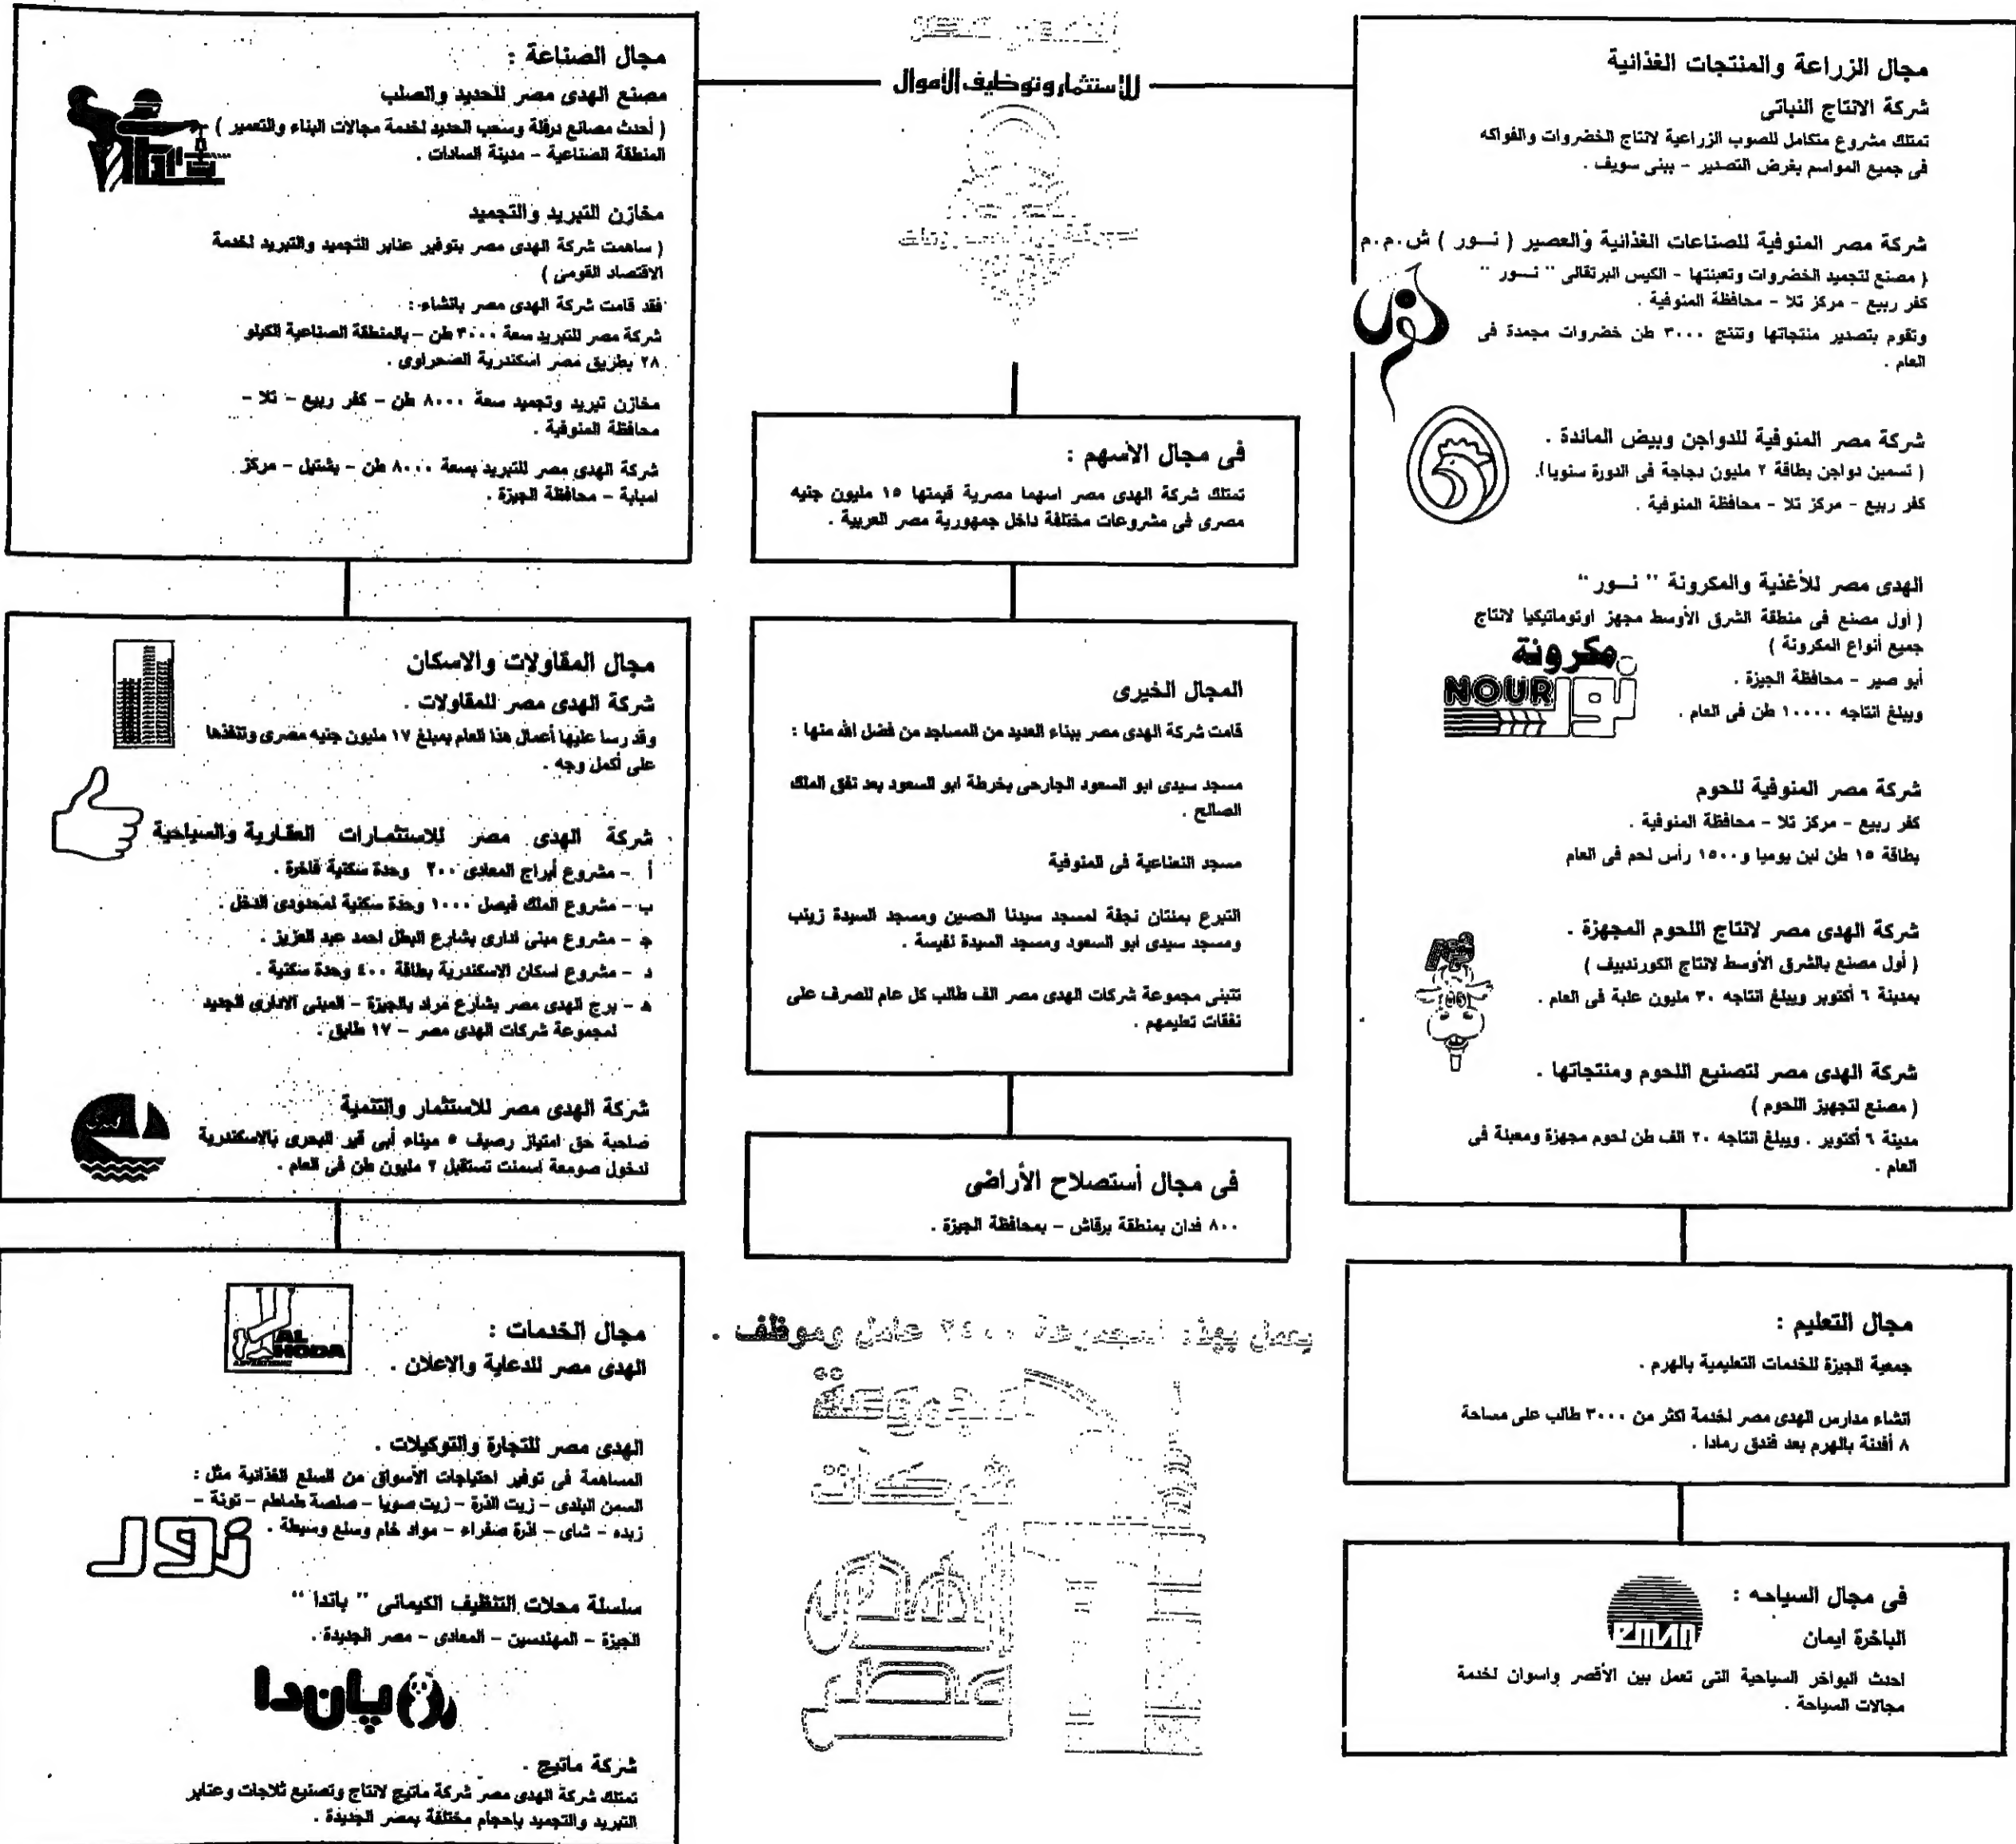 للإستثمار وتوظيف الأموال
مجال الزراعة والمنتجات الغذائية
شركة الانتاج النباتى
تمتلك مشروع متكامل للصوب الزراعية لانتاج الخضروات والفواكه
فى جميع المواسم بغرض التصدير - ببنى سويف .
شركة مصر المنوفية للصناعات الغذائية والعصير ( نـور ) ش.م.م
( مصنع لتجميد الخضروات وتعبئتها - الكيس البرتقالى " نـور "
كفر ربيع - مركز تلا - محافظة المنوفية .
وتقوم بتصدير منتجاتها وتنتج ٣٠٠٠ طن خضروات مجمدة فى
العام .
نور
شركة مصر المنوفية للدواجن وبيض المائدة .
( تسمين دواجن بطاقة ٢ مليون دجاجة فى الدورة سنويا ).
كفر ربيع - مركز تلا - محافظة المنوفية .
الهدى مصر للأغذية والمكرونة " نـور "
( أول مصنع فى منطقة الشرق الأوسط مجهز اوتوماتيكيا لانتاج
جميع أنواع المكرونة )
أبو صير - محافظة الجيزة .
ويبلغ انتاجه ١٠٠٠٠ طن فى العام .
مكرونة
نور NOUR
شركة مصر المنوفية للحوم
كفر ربيع - مركز تلا - محافظة المنوفية .
بطاقة ١٥ طن لبن يوميا و١٥٠٠ رأس لحم فى العام
شركة الهدى مصر لانتاج اللحوم المجهزة .
( أول مصنع بالشرق الأوسط لانتاج الكورندبيف )
بمدينة ٦ أكتوبر ويبلغ انتاجه ٣٠ مليون علبة فى العام .
شركة الهدى مصر لتصنيع اللحوم ومنتجاتها .
( مصنع لتجهيز اللحوم )
مدينة ٦ أكتوبر . ويبلغ انتاجه ٢٠ الف طن لحوم مجهزة ومعبئة فى
العام .
مجال التعليم :
جمعية الجيزة للخدمات التعليمية بالهرم .
انشاء مدارس الهدى مصر لخدمة اكثر من ٣٠٠٠ طالب على مساحة
٨ أفدنة بالهرم بعد فندق رمادا .
فى مجال السياحه :
الباخرة ايمان
احدث البواخر السياحية التى تعمل بين الأقصر واسوان لخدمة
مجالات السياحة .
eman
فى مجال الأسهم :
تمتلك شركة الهدى مصر اسهما مصرية قيمتها ١٥ مليون جنيه
مصرى فى مشروعات مختلفة داخل جمهورية مصر العربية .
المجال الخيرى
قامت شركة الهدى مصر ببناء العديد من المساجد من فضل الله منها :
مسجد سيدى ابو السعود الجارحى بخرطة ابو السعود بعد نفق الملك
الصالح .
مسجد النعناعية فى المنوفية
التبرع بمئتان نجفة لمسجد سيدنا الحسين ومسجد السيدة زينب
ومسجد سيدى ابو السعود ومسجد السيدة نفيسة .
تتبنى مجموعة شركات الهدى مصر الف طالب كل عام للصرف على
نفقات تعليمهم .
فى مجال أستصلاح الأراضى
٨٠٠ فدان بمنطقة برقاش - بمحافظة الجيزة .
يعمل بهذه المجموعة ٢٤٠٠ عامل وموظف .
مجموعة
شركات
الهدى
مصر
مجال الصناعة :
مصنع الهدى مصر للحديد والصلب
( أحدث مصانع درفلة وسحب الحديد لخدمة مجالات البناء والتعمير )
المنطقة الصناعية - مدينة السادات .
مخازن التبريد والتجميد
( ساهمت شركة الهدى مصر بتوفير عنابر التجميد والتبريد لخدمة
الاقتصاد القومى )
فقد قامت شركة الهدى مصر بانشاء :
شركة مصر للتبريد سعة ٣٠٠٠ طن - بالمنطقة الصناعية الكيلو
٢٨ بطريق مصر اسكندرية الصحراوى .
مخازن تبريد وتجميد سعة ٨٠٠٠ طن - كفر ربيع - تلا -
محافظة المنوفية .
شركة الهدى مصر للتبريد بسعة ٨٠٠٠ طن - بشتيل - مركز
امبابة - محافظة الجيزة .
مجال المقاولات والاسكان
شركة الهدى مصر للمقاولات .
وقد رسا عليها أعمال هذا العام بمبلغ ١٧ مليون جنيه مصرى وتنفذها
على أكمل وجه .
شركة الهدى مصر للاستثمارات العقارية والسياحية
أ - مشروع أبراج المعادى ٢٠٠ وحدة سكنية فاخرة .
ب - مشروع الملك فيصل ١٠٠٠ وحدة سكنية لمحدودى الدخل .
ج - مشروع مبنى ادارى بشارع البطل احمد عبد العزيز .
د - مشروع اسكان الاسكندرية بطاقة ٤٠٠ وحدة سكنية .
هـ - برج الهدى مصر بشارع مراد بالجيزة - المبنى الادارى الجديد
لمجموعة شركات الهدى مصر - ١٧ طابق .
شركة الهدى مصر للاستثمار والتنمية
صاحبة حق امتياز رصيف ٥ ميناء أبى قير البحرى بالاسكندرية
لدخول صومعة اسمنت تستقبل ٢ مليون طن فى العام .
مجال الخدمات :
الهدى مصر للدعاية والاعلان .
AL HODA
ADVERTISING
الهدى مصر للتجارة والتوكيلات .
المساهمة فى توفير احتياجات الأسواق من السلع الغذائية مثل :
السمن البلدى - زيت الذرة - زيت صويا - صلصة طماطم - تونة -
زبده - شاى - اذرة صفراء - مواد خام وسلع وسيطة .
نور
سلسلة محلات التنظيف الكيمائى " باندا "
الجيزة - المهندسين - المعادى - مصر الجديدة .
پاندا
شركة ماتيج .
تمتلك شركة الهدى مصر شركة ماتيج لانتاج وتصنيع ثلاجات وعنابر
التبريد والتجميد باحجام مختلفة بمصر الجديدة .